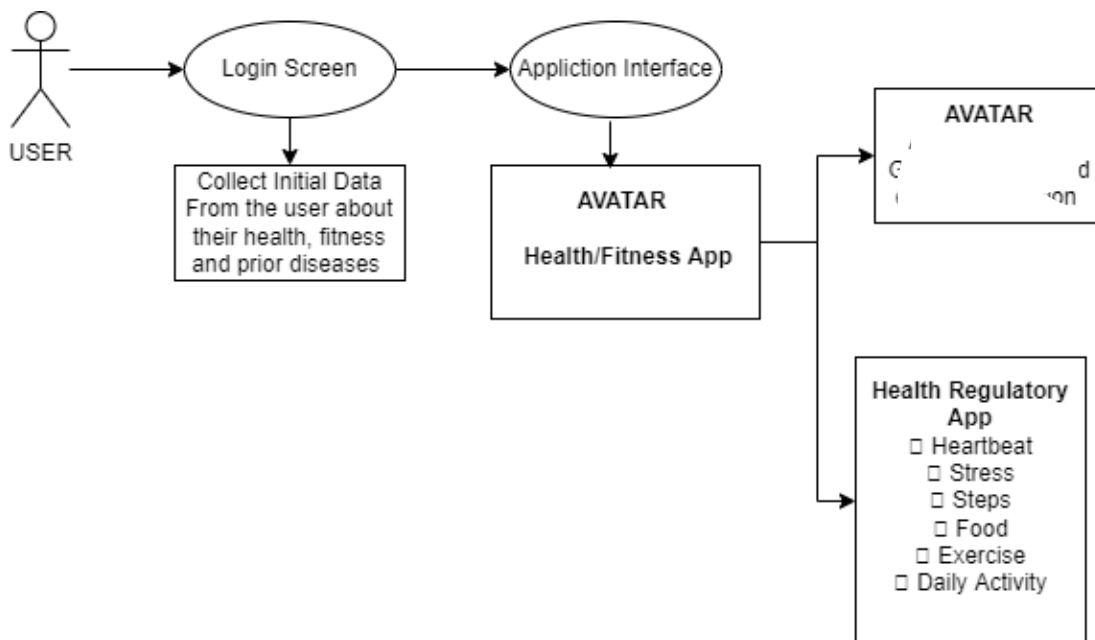 USER
Login Screen
Appliction Interface
Collect Initial Data
From the user about
their health, fitness
and prior diseases
AVATAR
Health/Fitness App
AVATAR
Health Regulatory
App
Heartbeat
Stress
Steps
Food
Exercise
Daily Activity